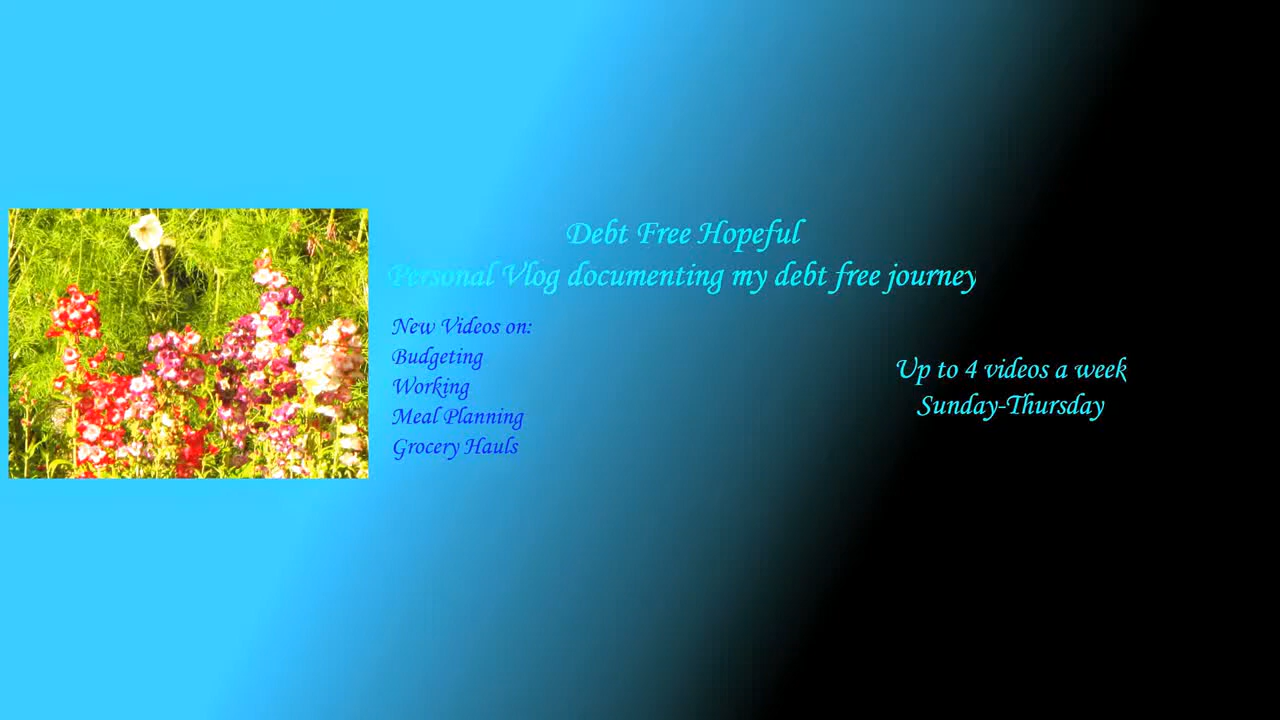 Debt Free Hopeful
Personal Vlog documenting my debt free journey
New Videos on:
Budgeting
Working
Meal Planning
Grocery Hauls
Up to 4 videos a week
Sunday-Thursday